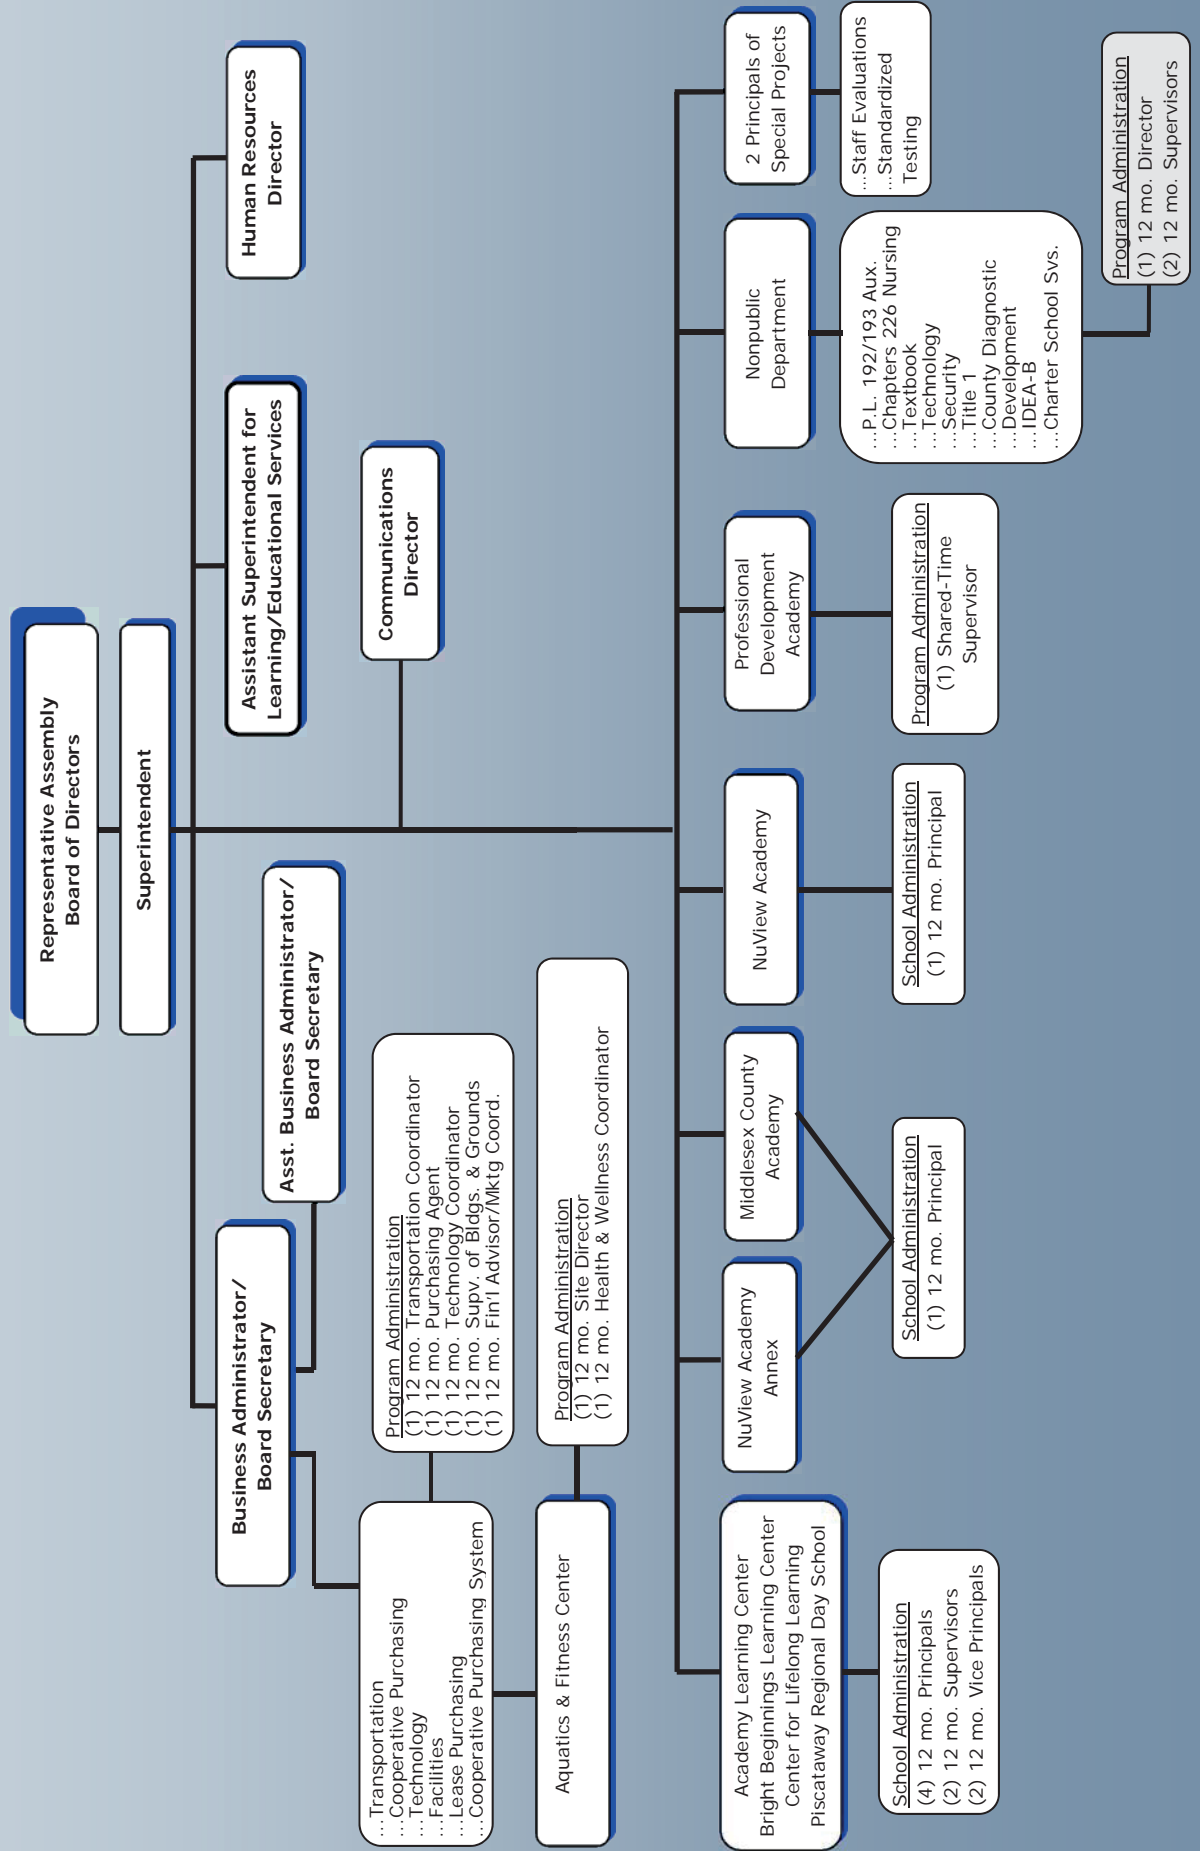 Representative Assembly
Board of Directors
Superintendent
Business Administrator/
Board Secretary
Assistant Superintendent for
Learning/Educational Services
Human Resources
Director
Asst. Business Administrator/
Board Secretary
Communications
Director
...Transportation
...Cooperative Purchasing
...Technology
...Facilities
...Lease Purchasing
...Cooperative Purchasing System
Program Administration
(1) 12 mo. Transportation Coordinator
(1) 12 mo. Purchasing Agent
(1) 12 mo. Technology Coordinator
(1) 12 mo. Supv. of Bldgs. & Grounds
(1) 12 mo. Fin'l Advisor/Mktg Coord.
Aquatics & Fitness Center
Program Administration
(1) 12 mo. Site Director
(1) 12 mo. Health & Wellness Coordinator
Academy Learning Center
Bright Beginnings Learning Center
Center for Lifelong Learning
Piscataway Regional Day School
NuView Academy
Annex
Middlesex County
Academy
NuView Academy
Professional
Development
Academy
Nonpublic
Department
2 Principals of
Special Projects
School Administration
(4) 12 mo. Principals
(2) 12 mo. Supervisors
(2) 12 mo. Vice Principals
School Administration
(1) 12 mo. Principal
School Administration
(1) 12 mo. Principal
Program Administration
(1) Shared-Time
Supervisor
...P.L. 192/193 Aux.
...Chapters 226 Nursing
...Textbook
...Technology
...Security
...Title 1
...County Diagnostic
...Development
...IDEA-B
...Charter School Svs.
...Staff Evaluations
...Standardized
Testing
Program Administration
(1) 12 mo. Director
(2) 12 mo. Supervisors